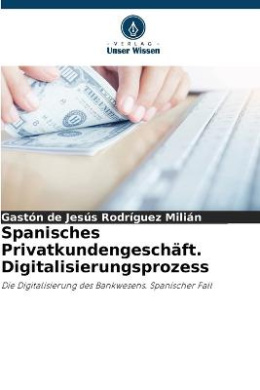 VERLAG
Unser Wissen
Gastón de Jesús Rodríguez Milián
Spanisches
Privatkundengeschäft.
Digitalisierungsprozess
Die Digitalisierung des Bankwesens. Spanischer Fall